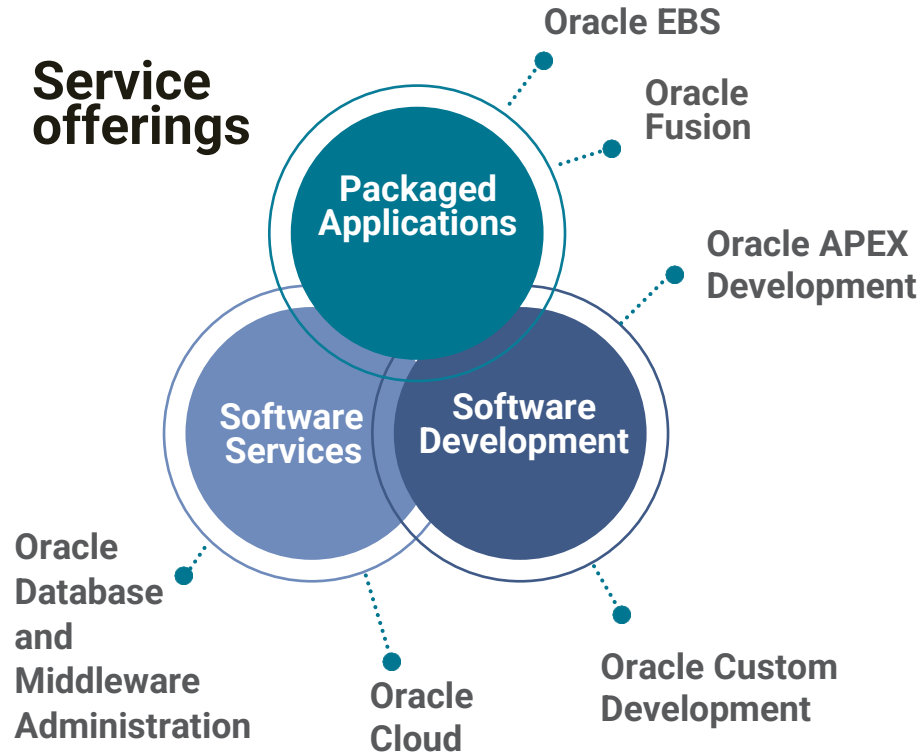 Service
offerings
Oracle EBS
Oracle
Fusion
Packaged
Applications
Oracle APEX
Development
Software
Services
Software
Development
Oracle
Database
and
Middleware
Administration
Oracle
Cloud
Oracle Custom
Development